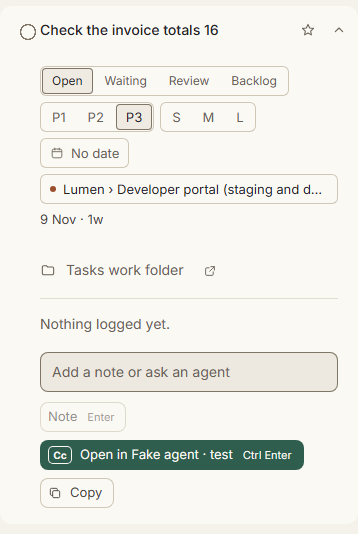 Check the invoice totals 16
Open Waiting Review Backlog
P1 P2 P3 S M L
No date
Lumen › Developer portal (staging and d...
9 Nov · 1w
Tasks work folder
Nothing logged yet.
Add a note or ask an agent
Note Enter
Cc Open in Fake agent · test Ctrl Enter
Copy